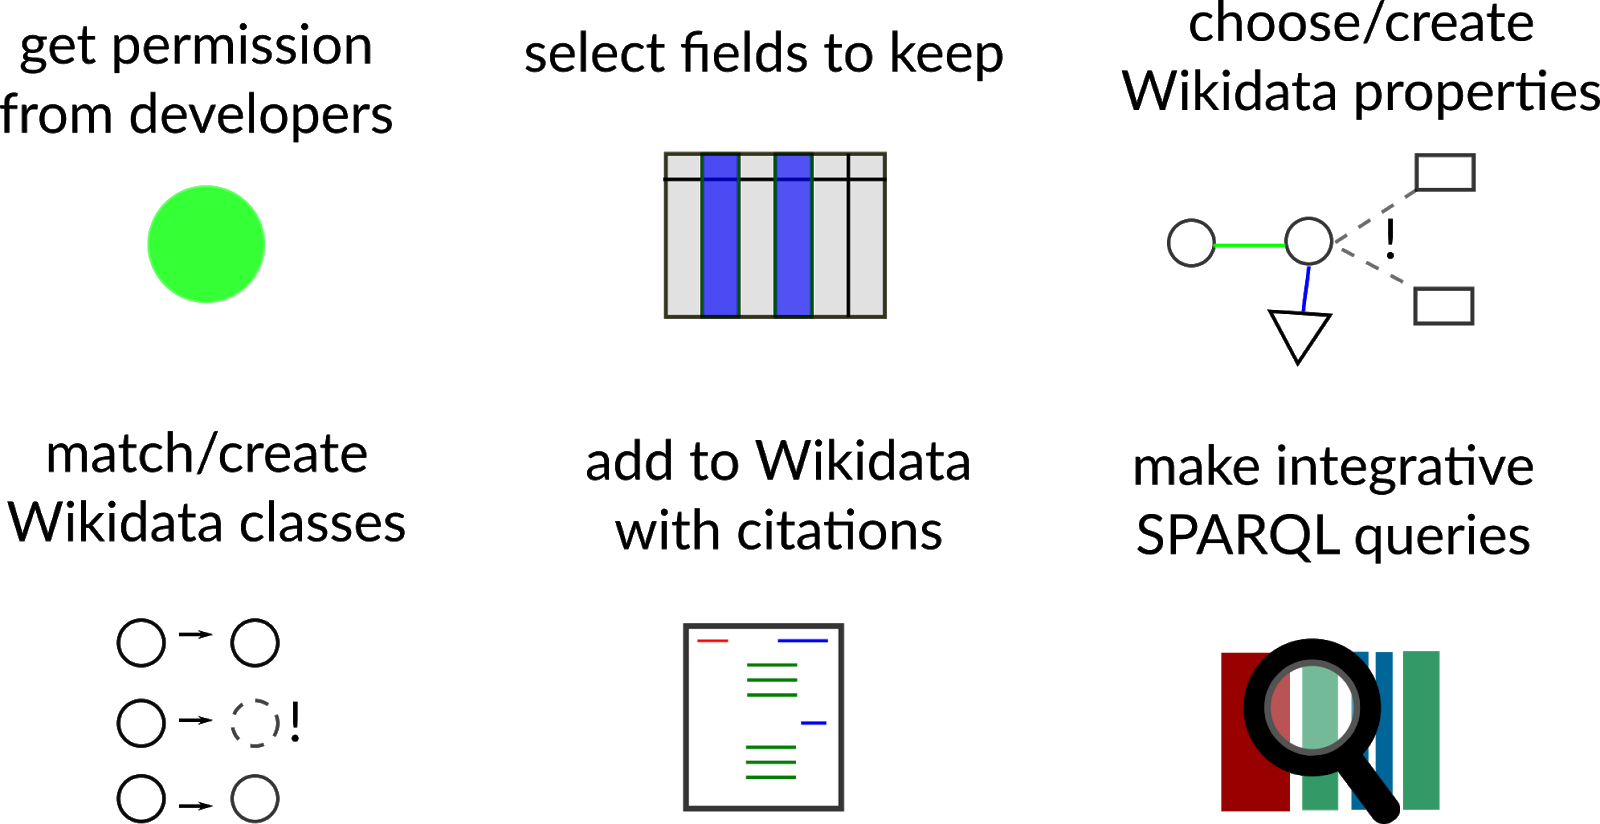 get permission
from developers
select fields to keep
choose/create
Wikidata properties
!
match/create
Wikidata classes
!
add to Wikidata
with citations
make integrative
SPARQL queries